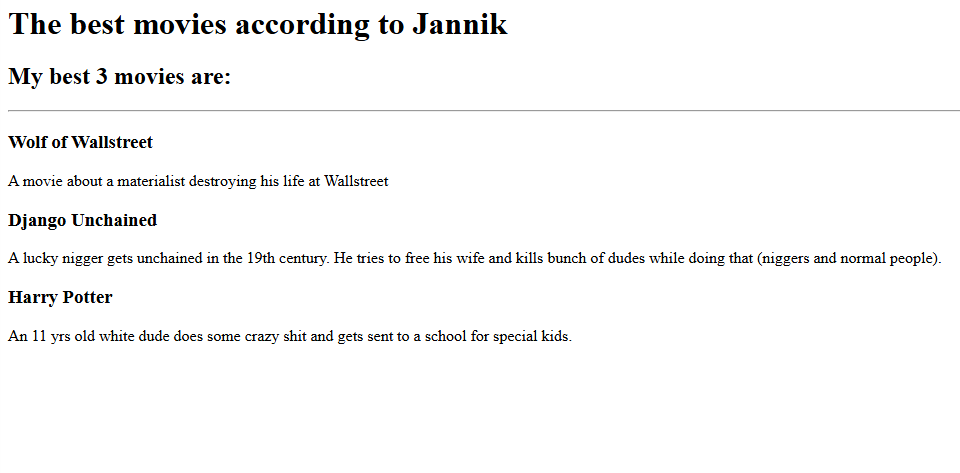 The best movies according to Jannik
My best 3 movies are:
Wolf of Wallstreet
A movie about a materialist destroying his life at Wallstreet
Django Unchained
A lucky nigger gets unchained in the 19th century. He tries to free his wife and kills bunch of dudes while doing that (niggers and normal people).
Harry Potter
An 11 yrs old white dude does some crazy shit and gets sent to a school for special kids.